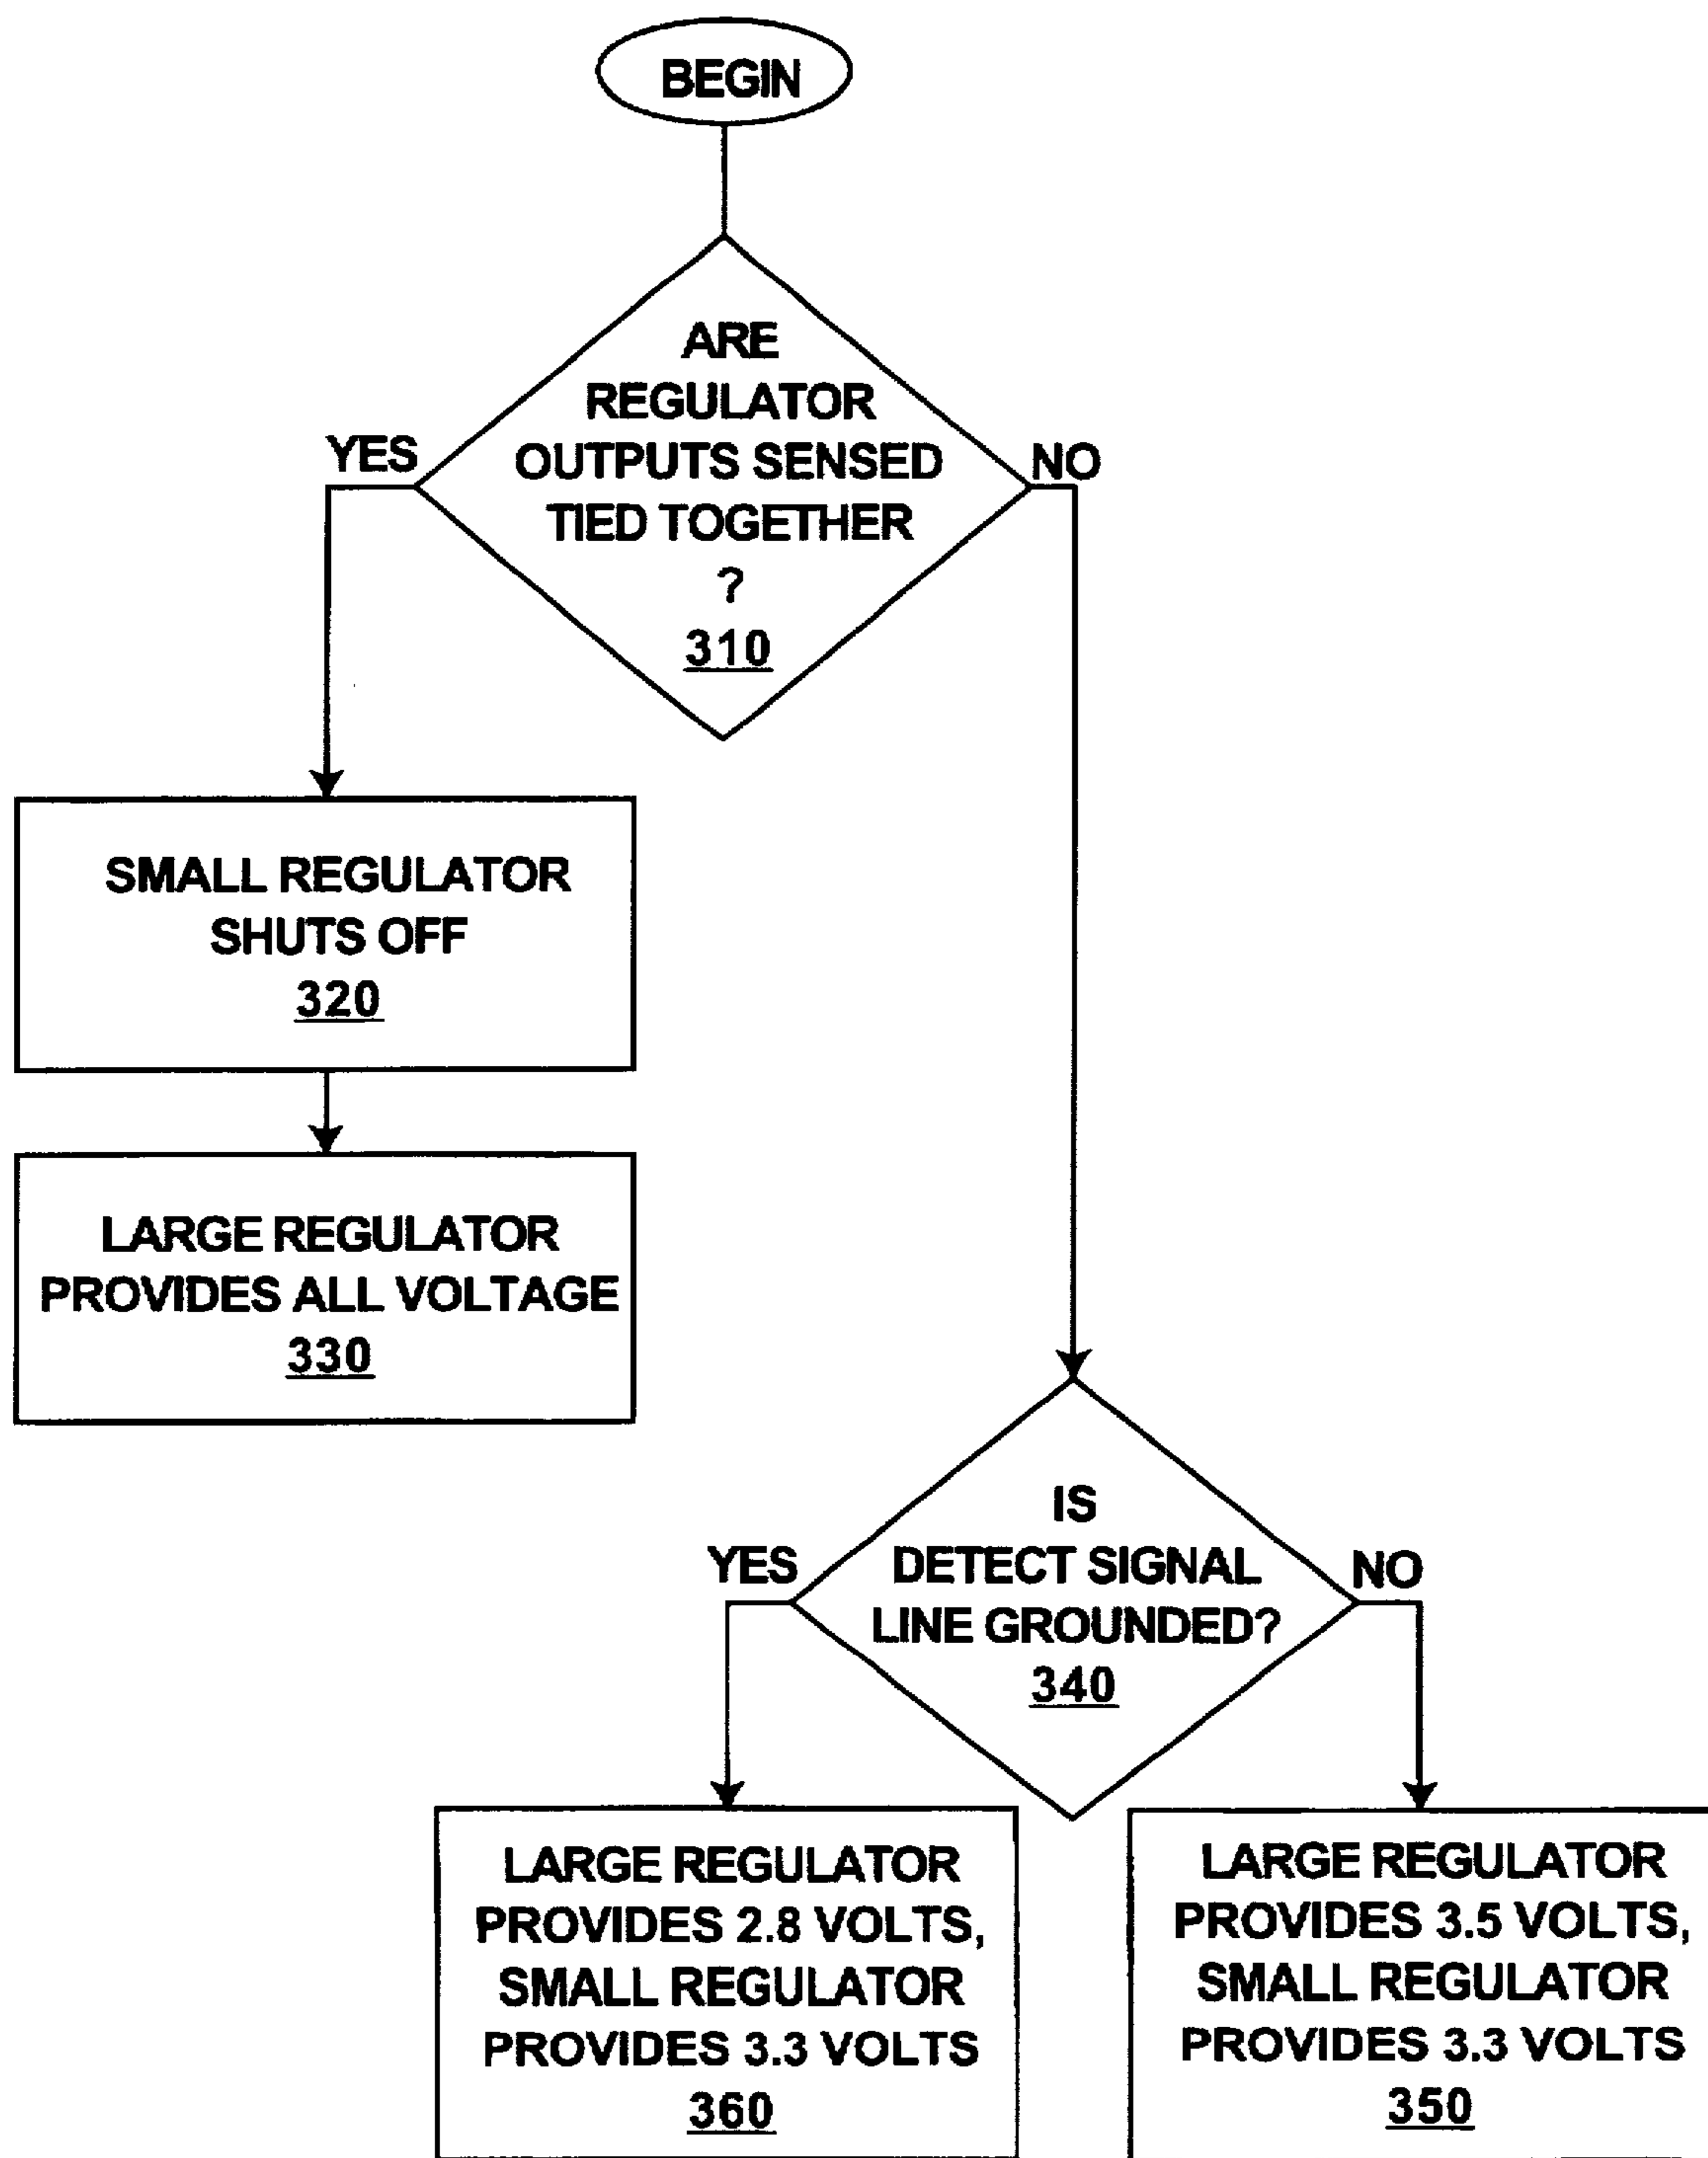 BEGIN
ARE
REGULATOR
OUTPUTS SENSED
TIED TOGETHER
?
310
YES
NO
SMALL REGULATOR
SHUTS OFF
320
LARGE REGULATOR
PROVIDES ALL VOLTAGE
330
IS
DETECT SIGNAL
LINE GROUNDED?
340
YES
NO
LARGE REGULATOR
PROVIDES 2.8 VOLTS,
SMALL REGULATOR
PROVIDES 3.3 VOLTS
360
LARGE REGULATOR
PROVIDES 3.5 VOLTS,
SMALL REGULATOR
PROVIDES 3.3 VOLTS
350